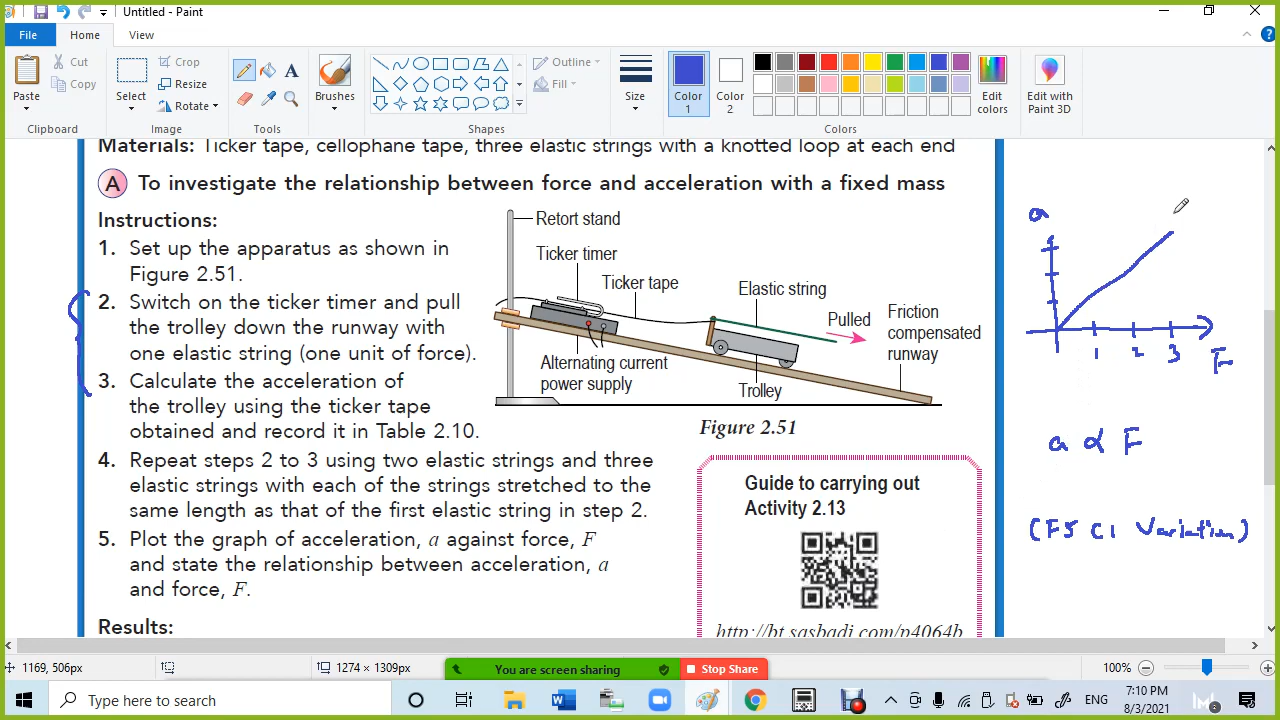 Untitled - Paint
File
Home
View
Paste
Cut
Copy
Clipboard
Select
Crop
Resize
Rotate
Image
Tools
A
Brushes
Outline
Fill
Shapes
Size
Color 1
Color 2
Edit colors
Colors
Edit with Paint 3D
Materials: Ticker tape, cellophane tape, three elastic strings with a knotted loop at each end
A To investigate the relationship between force and acceleration with a fixed mass
Instructions:
1. Set up the apparatus as shown in
Figure 2.51.
2. Switch on the ticker timer and pull
the trolley down the runway with
one elastic string (one unit of force).
3. Calculate the acceleration of
the trolley using the ticker tape
obtained and record it in Table 2.10.
4. Repeat steps 2 to 3 using two elastic strings and three
elastic strings with each of the strings stretched to the
same length as that of the first elastic string in step 2.
5. Plot the graph of acceleration, a against force, F
and state the relationship between acceleration, a
and force, F.
Results:
Retort stand
Ticker timer
Ticker tape
Elastic string
Pulled
Friction
compensated
runway
Alternating current
power supply
Trolley
Figure 2.51
Guide to carrying out
Activity 2.13
http://bt.sasbadi.com/p4064b
a
1 2 3
F
a ∝ F
(F5 C1 Variation)
1169, 506px
1274 × 1309px
100%
You are screen sharing
Stop Share
Type here to search
ENG
7:10 PM
8/3/2021